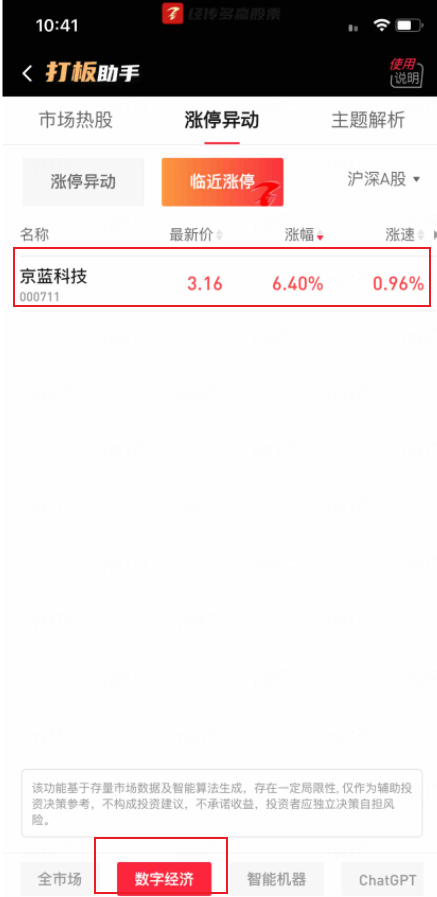 10:41
经传多赢股票
打板助手
使用
说明
市场热股 涨停异动 主题解析
涨停异动 临近涨停 沪深A股
名称 最新价 涨幅 涨速
京蓝科技 3.16 6.40% 0.96%
000711
该功能基于存量市场数据及智能算法生成，存在一定局限性, 仅作为辅助投
资决策参考，不构成投资建议，不承诺收益，投资者应独立决策自担风
险。
全市场 数字经济 智能机器 ChatGPT